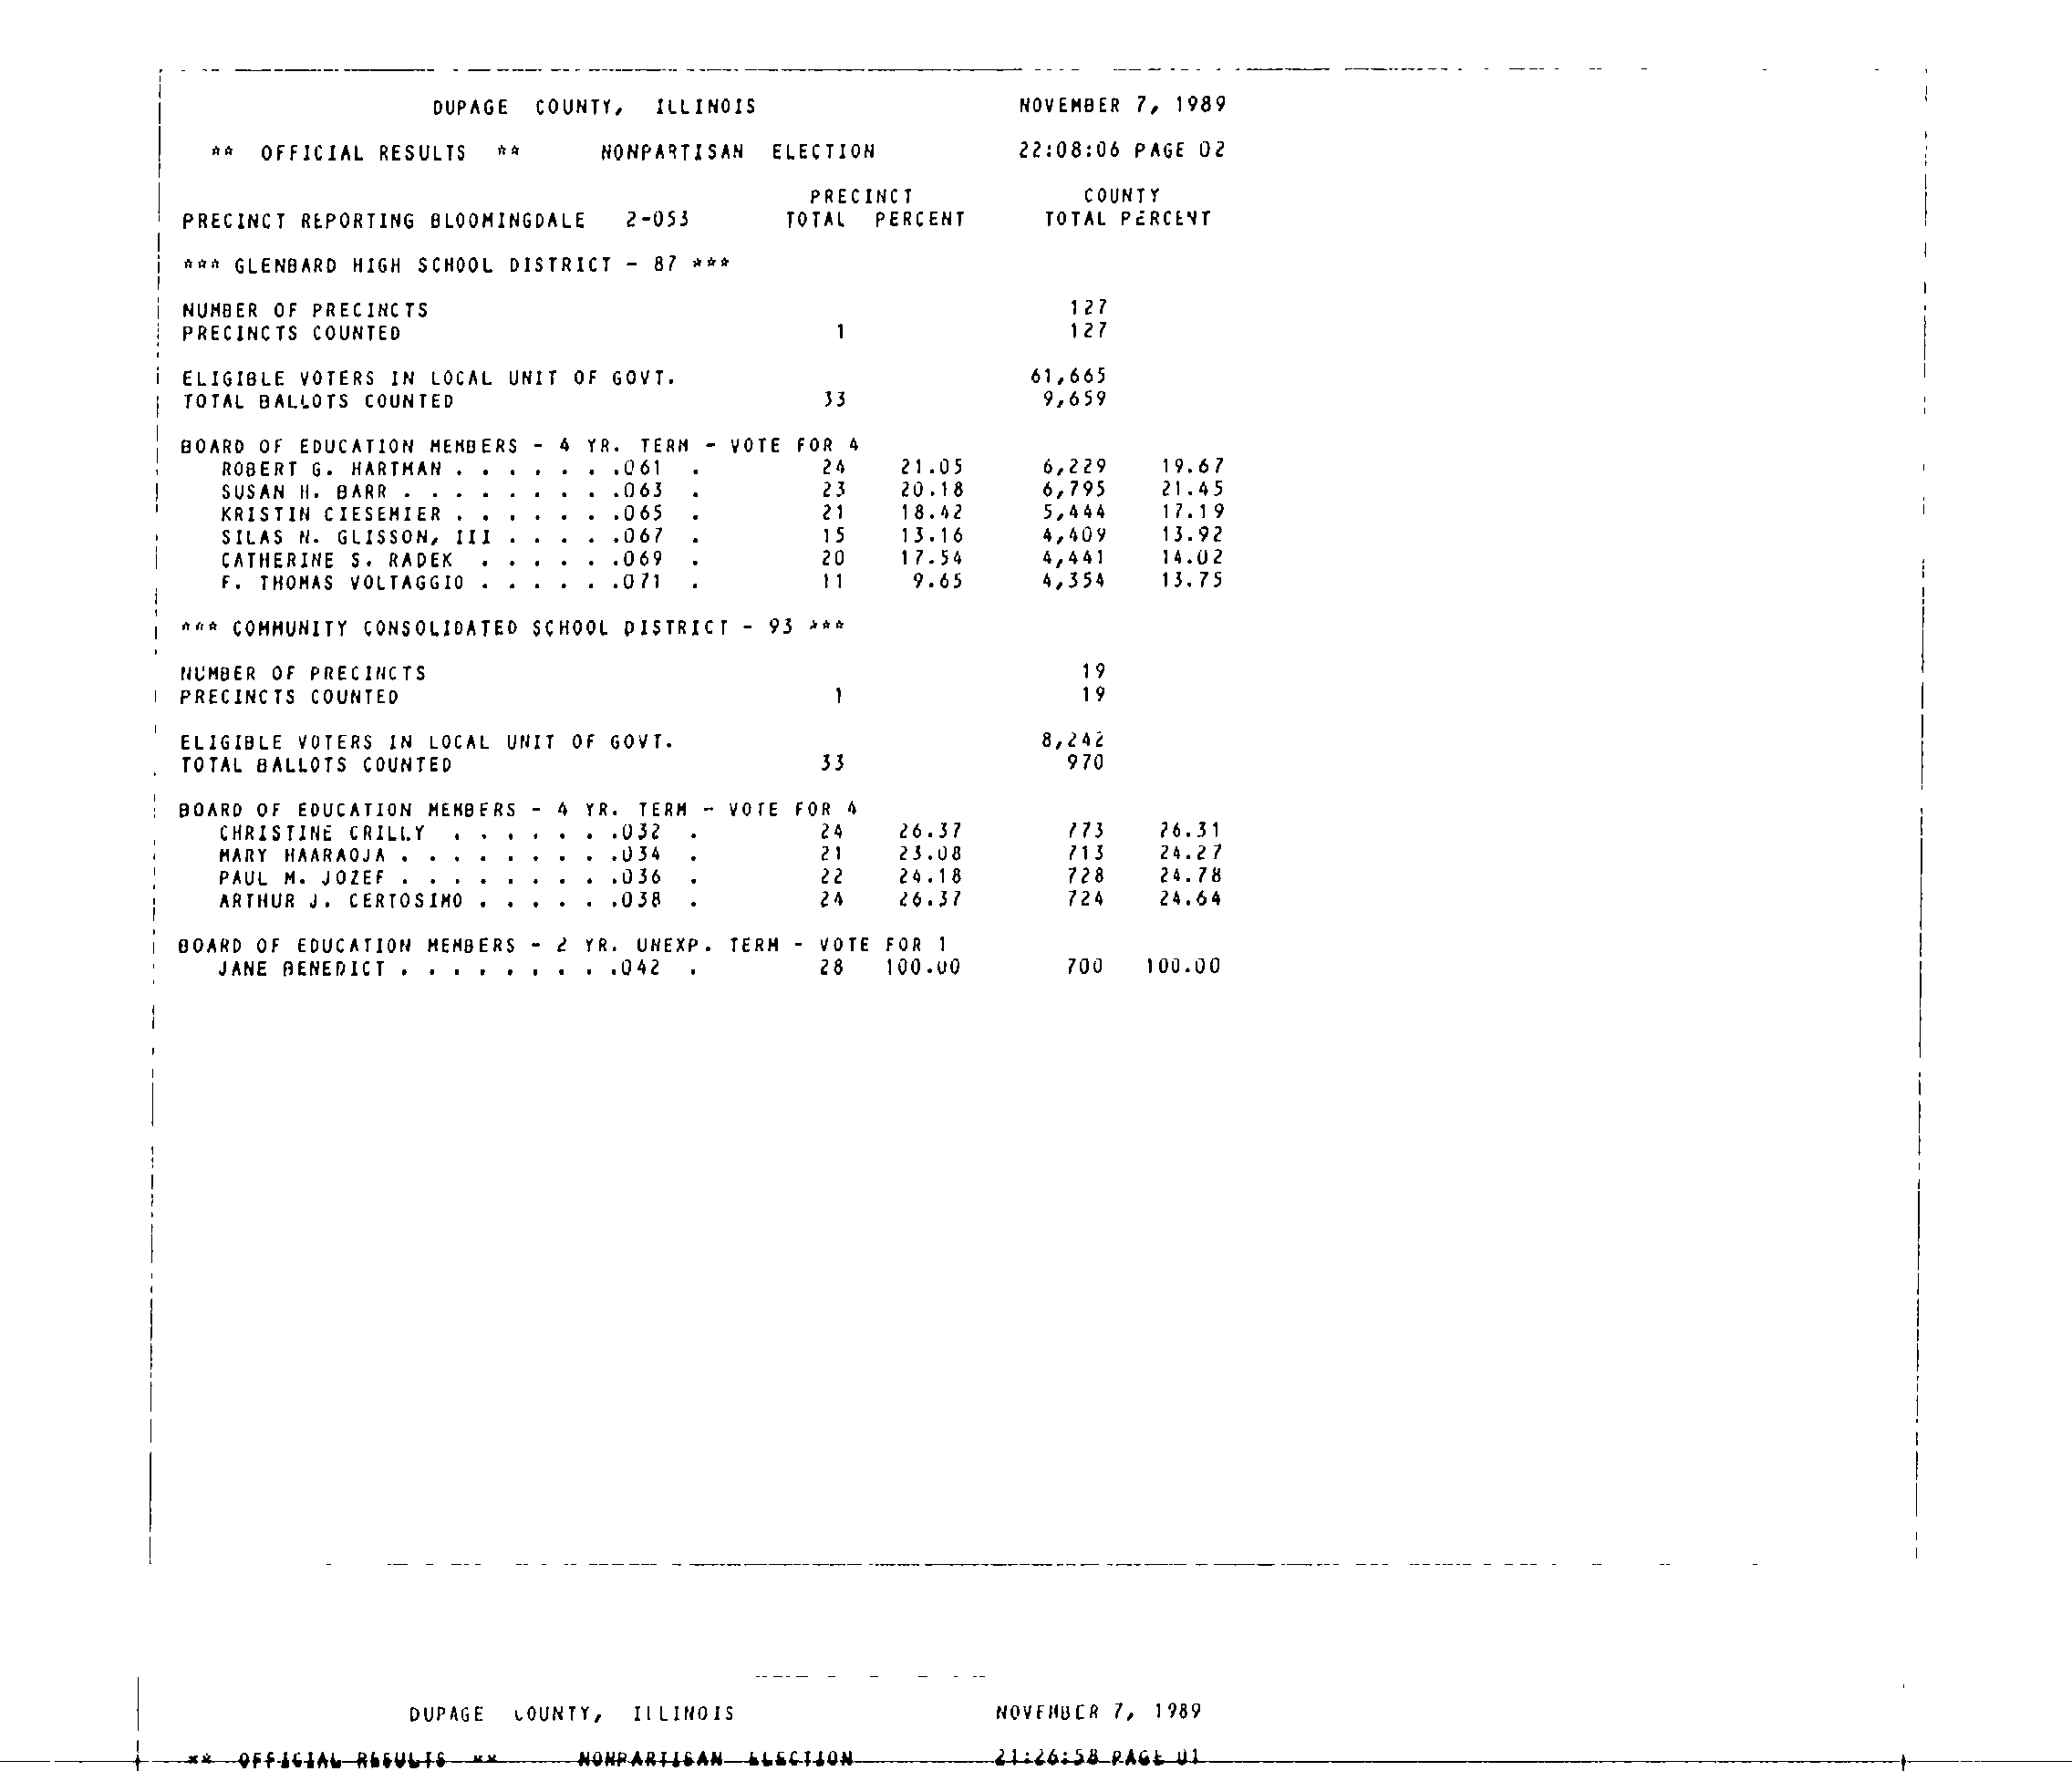 DUPAGE COUNTY, ILLINOIS NOVEMBER 7, 1989
** OFFICIAL RESULTS ** NONPARTISAN ELECTION 22:08:06 PAGE 02
PRECINCT COUNTY
PRECINCT REPORTING BLOOMINGDALE 2-053 TOTAL PERCENT TOTAL PERCENT
*** GLENBARD HIGH SCHOOL DISTRICT - 87 ***
NUMBER OF PRECINCTS 127
PRECINCTS COUNTED 1 127
ELIGIBLE VOTERS IN LOCAL UNIT OF GOVT. 61,665
TOTAL BALLOTS COUNTED 33 9,659
BOARD OF EDUCATION MEMBERS - 4 YR. TERM - VOTE FOR 4
ROBERT G. HARTMAN . . . . . . .061 . 24 21.05 6,229 19.67
SUSAN H. BARR . . . . . . . . .063 . 23 20.18 6,795 21.45
KRISTIN CIESEMIER . . . . . . .065 . 21 18.42 5,444 17.19
SILAS N. GLISSON, III . . . . .067 . 15 13.16 4,409 13.92
CATHERINE S. RADEK . . . . . .069 . 20 17.54 4,441 14.02
F. THOMAS VOLTAGGIO . . . . . .071 . 11 9.65 4,354 13.75
*** COMMUNITY CONSOLIDATED SCHOOL DISTRICT - 93 ***
NUMBER OF PRECINCTS 19
PRECINCTS COUNTED 1 19
ELIGIBLE VOTERS IN LOCAL UNIT OF GOVT. 8,242
TOTAL BALLOTS COUNTED 33 970
BOARD OF EDUCATION MEMBERS - 4 YR. TERM - VOTE FOR 4
CHRISTINE CRILLY . . . . . . .032 . 24 26.37 773 26.31
MARY HAARAOJA . . . . . . . . .034 . 21 23.08 713 24.27
PAUL M. JOZEF . . . . . . . . .036 . 22 24.18 728 24.78
ARTHUR J. CERTOSIMO . . . . . .038 . 24 26.37 724 24.64
BOARD OF EDUCATION MEMBERS - 2 YR. UNEXP. TERM - VOTE FOR 1
JANE BENEDICT . . . . . . . . .042 . 28 100.00 700 100.00
DUPAGE COUNTY, ILLINOIS NOVEMBER 7, 1989
** OFFICIAL RESULTS ** NONPARTISAN ELECTION 21:26:58 PAGE 01